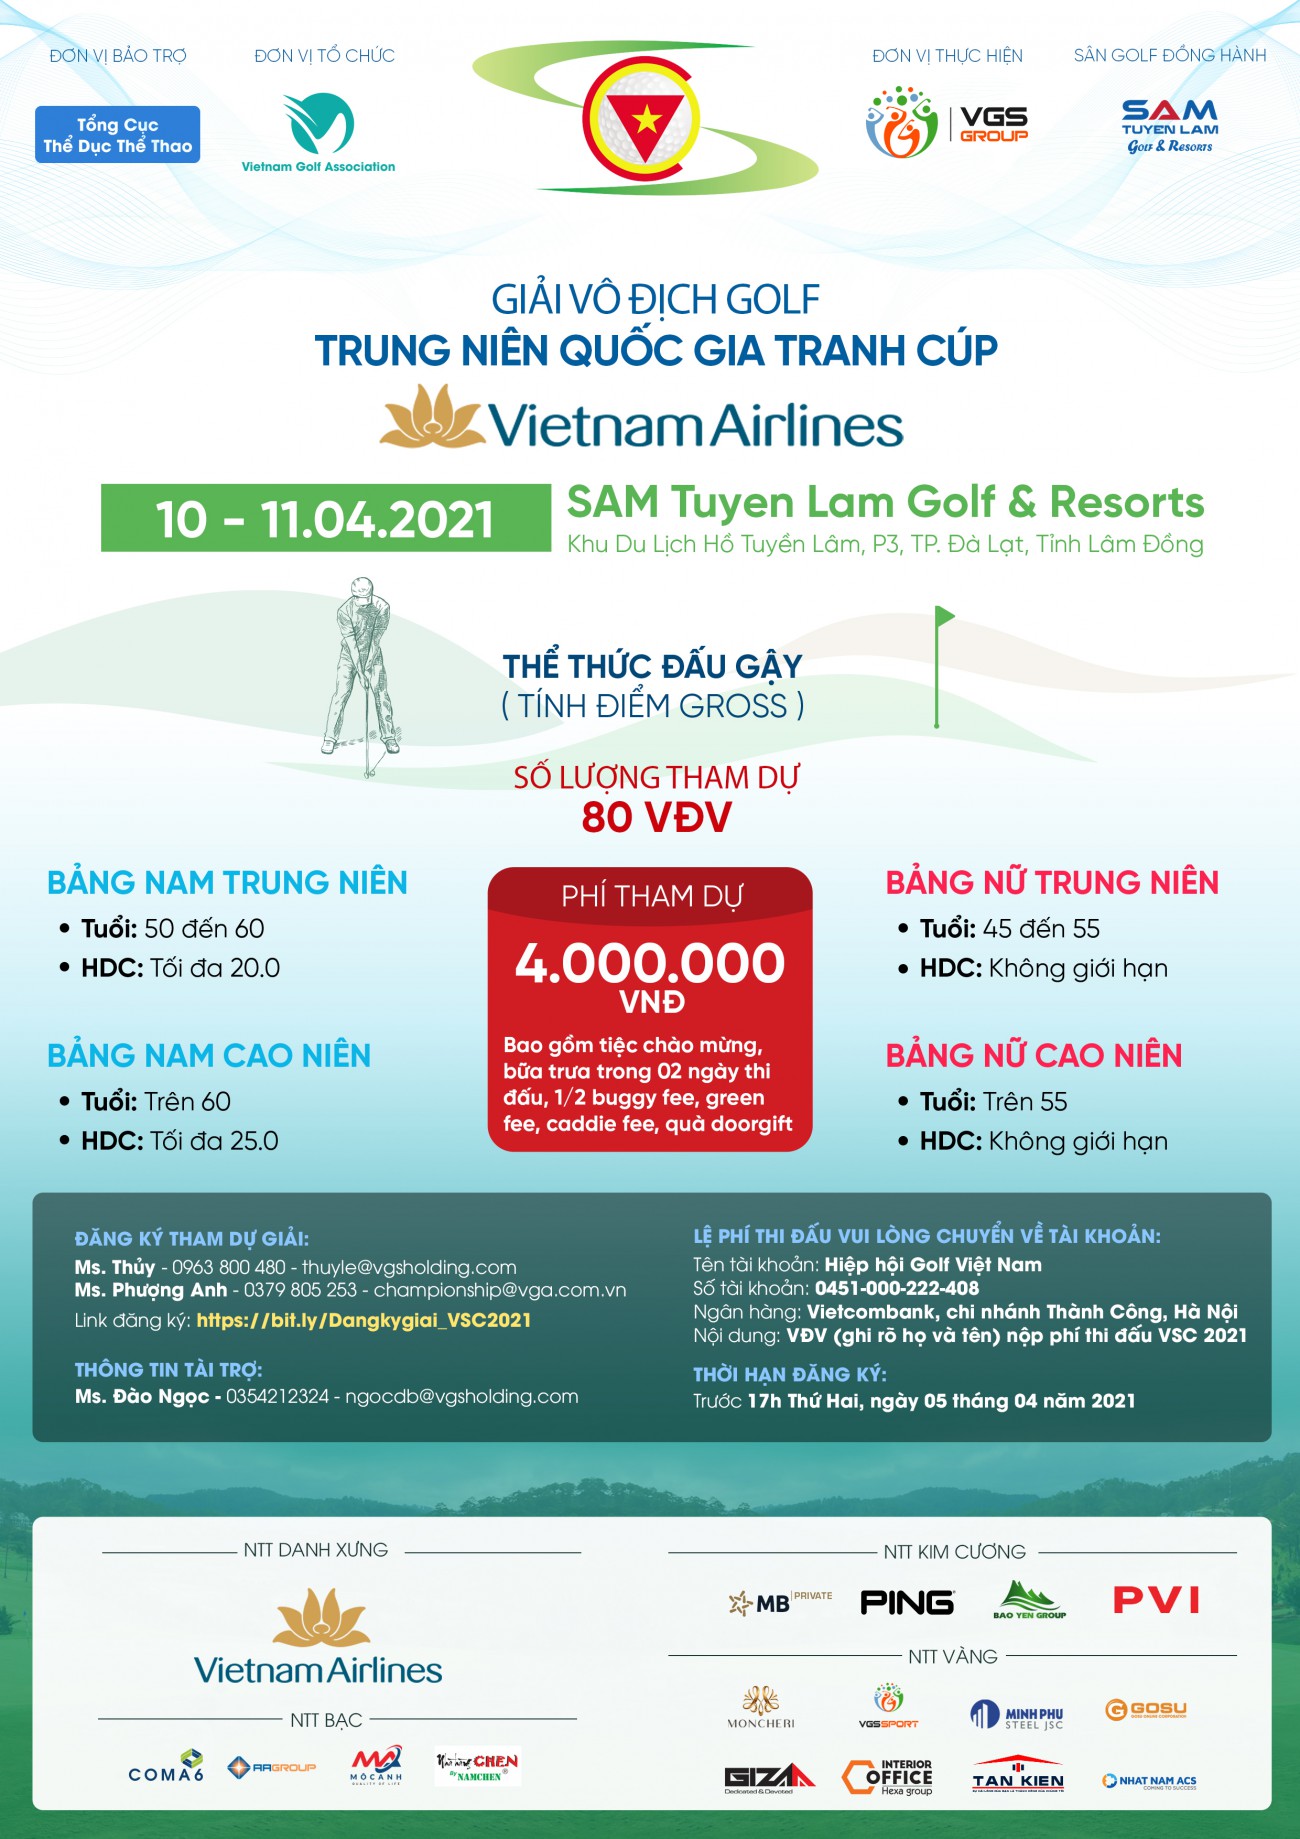 ĐƠN VỊ BẢO TRỢ
ĐƠN VỊ TỔ CHỨC
ĐƠN VỊ THỰC HIỆN
SÂN GOLF ĐỒNG HÀNH
Tổng Cục
Thể Dục Thể Thao
Vietnam Golf Association
VGS
GROUP
SAM
TUYEN LAM
GOLF & RESORTS
GIẢI VÔ ĐỊCH GOLF
TRUNG NIÊN QUỐC GIA TRANH CÚP
Vietnam Airlines
10 - 11.04.2021
SAM Tuyen Lam Golf & Resorts
Khu Du Lịch Hồ Tuyền Lâm, P3, TP. Đà Lạt, Tỉnh Lâm Đồng
THỂ THỨC ĐẤU GẬY
( TÍNH ĐIỂM GROSS )
SỐ LƯỢNG THAM DỰ
80 VĐV
BẢNG NAM TRUNG NIÊN
• Tuổi: 50 đến 60
• HDC: Tối đa 20.0
BẢNG NAM CAO NIÊN
• Tuổi: Trên 60
• HDC: Tối đa 25.0
PHÍ THAM DỰ
4.000.000
VNĐ
Bao gồm tiệc chào mừng,
bữa trưa trong 02 ngày thi
đấu, 1/2 buggy fee, green
fee, caddie fee, quà doorgift
BẢNG NỮ TRUNG NIÊN
• Tuổi: 45 đến 55
• HDC: Không giới hạn
BẢNG NỮ CAO NIÊN
• Tuổi: Trên 55
• HDC: Không giới hạn
ĐĂNG KÝ THAM DỰ GIẢI:
Ms. Thủy - 0963 800 480 - thuyle@vgsholding.com
Ms. Phượng Anh - 0379 805 253 - championship@vga.com.vn
Link đăng ký: https://bit.ly/Dangkygiai_VSC2021
THÔNG TIN TÀI TRỢ:
Ms. Đào Ngọc - 0354212324 - ngocdb@vgsholding.com
LỆ PHÍ THI ĐẤU VUI LÒNG CHUYỂN VỀ TÀI KHOẢN:
Tên tài khoản: Hiệp hội Golf Việt Nam
Số tài khoản: 0451-000-222-408
Ngân hàng: Vietcombank, chi nhánh Thành Công, Hà Nội
Nội dung: VĐV (ghi rõ họ và tên) nộp phí thi đấu VSC 2021
THỜI HẠN ĐĂNG KÝ:
Trước 17h Thứ Hai, ngày 05 tháng 04 năm 2021
NTT DANH XƯNG
Vietnam Airlines
NTT BẠC
COMA6
AAGROUP
MỘCANH
QUALITY OF LIFE
Nhà hàng CHEN
By NAMCHEN
NTT KIM CƯƠNG
MB PRIVATE
PING
BAO YEN GROUP
PVI
NTT VÀNG
MONCHERI
VGS SPORT
MINH PHU
STEEL JSC
GOSU
GIZA
Dedicated & Devoted
INTERIOR
OFFICE
Hexa group
TAN KIEN
NHAT NAM ACS
COMING TO SUCCESS